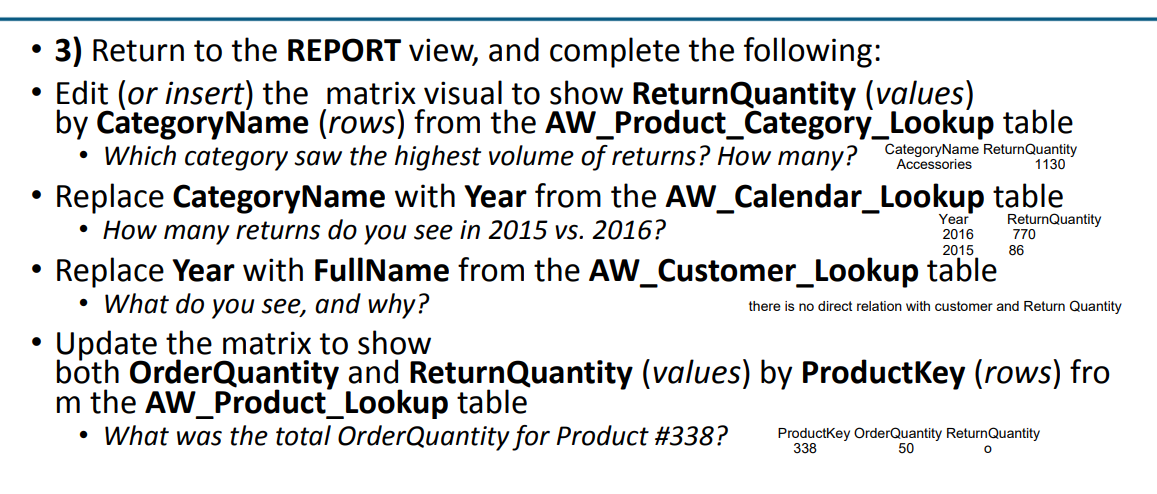 • 3) Return to the REPORT view, and complete the following:
• Edit (or insert) the matrix visual to show ReturnQuantity (values)
by CategoryName (rows) from the AW_Product_Category_Lookup table
• Which category saw the highest volume of returns? How many?
CategoryName ReturnQuantity
Accessories 1130
• Replace CategoryName with Year from the AW_Calendar_Lookup table
• How many returns do you see in 2015 vs. 2016?
Year ReturnQuantity
2016 770
2015 86
• Replace Year with FullName from the AW_Customer_Lookup table
• What do you see, and why?
there is no direct relation with customer and Return Quantity
• Update the matrix to show
both OrderQuantity and ReturnQuantity (values) by ProductKey (rows) fro
m the AW_Product_Lookup table
• What was the total OrderQuantity for Product #338?
ProductKey OrderQuantity ReturnQuantity
338 50 o